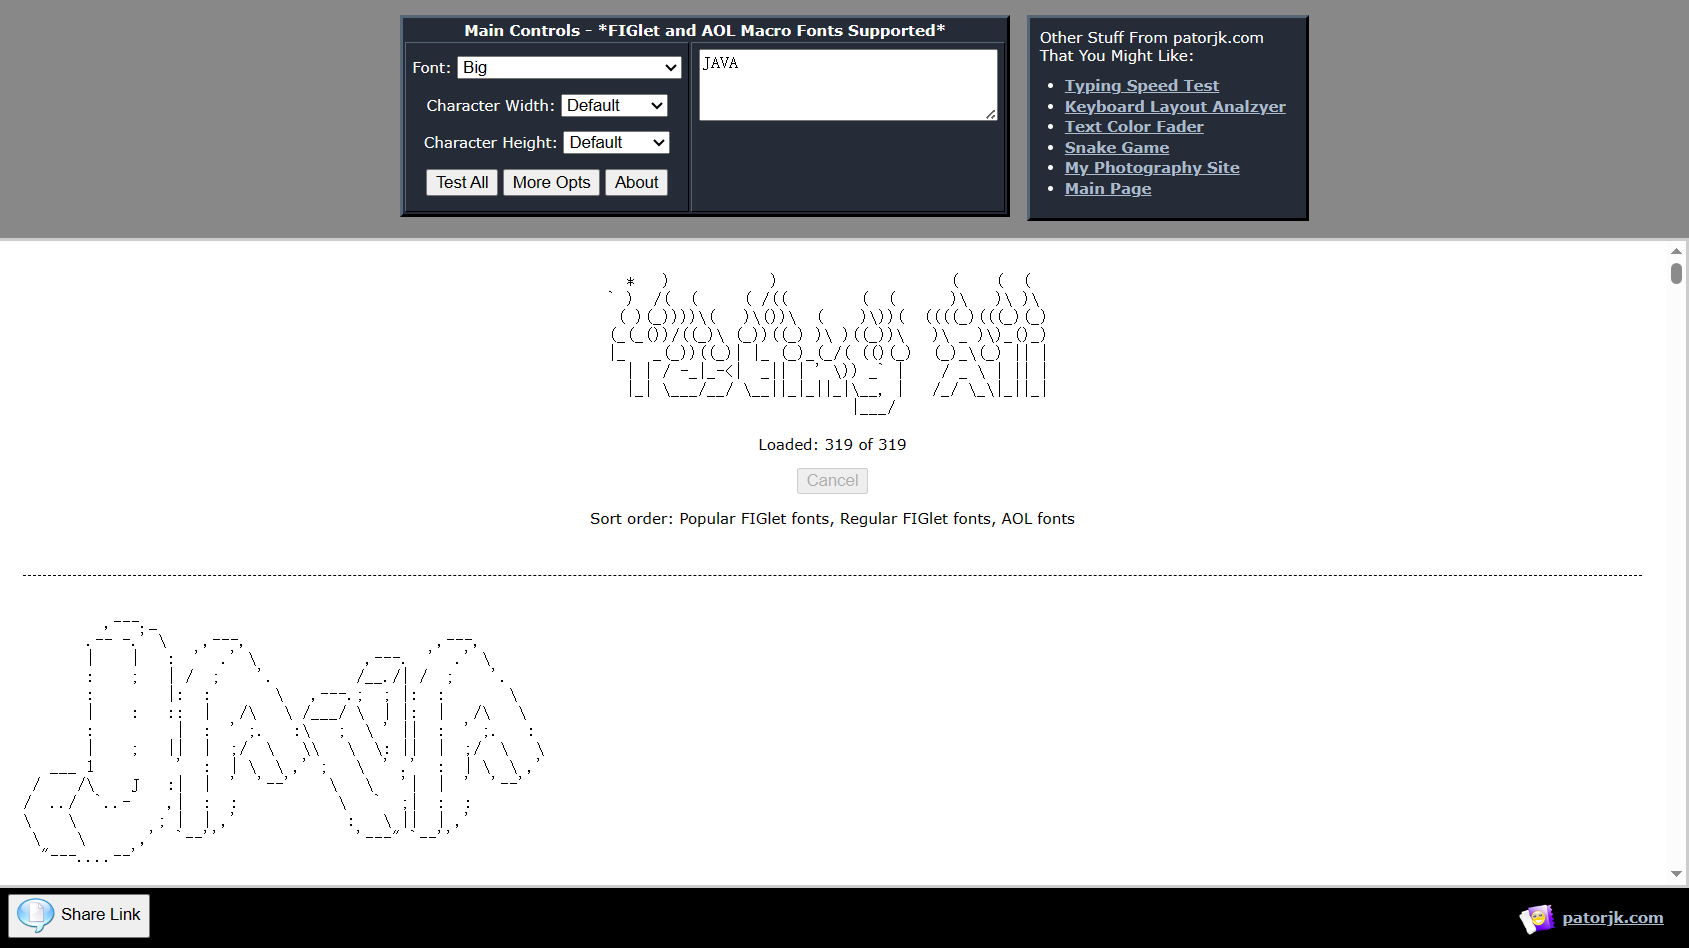 Main Controls - *FIGlet and AOL Macro Fonts Supported*
Font: Big
Character Width: Default
Character Height: Default
Test All More Opts About
JAVA
Other Stuff From patorjk.com
That You Might Like:
Typing Speed Test
Keyboard Layout Analzyer
Text Color Fader
Snake Game
My Photography Site
Main Page
Testing All
Loaded: 319 of 319
Cancel
Sort order: Popular FIGlet fonts, Regular FIGlet fonts, AOL fonts
JAVA
Share Link
patorjk.com